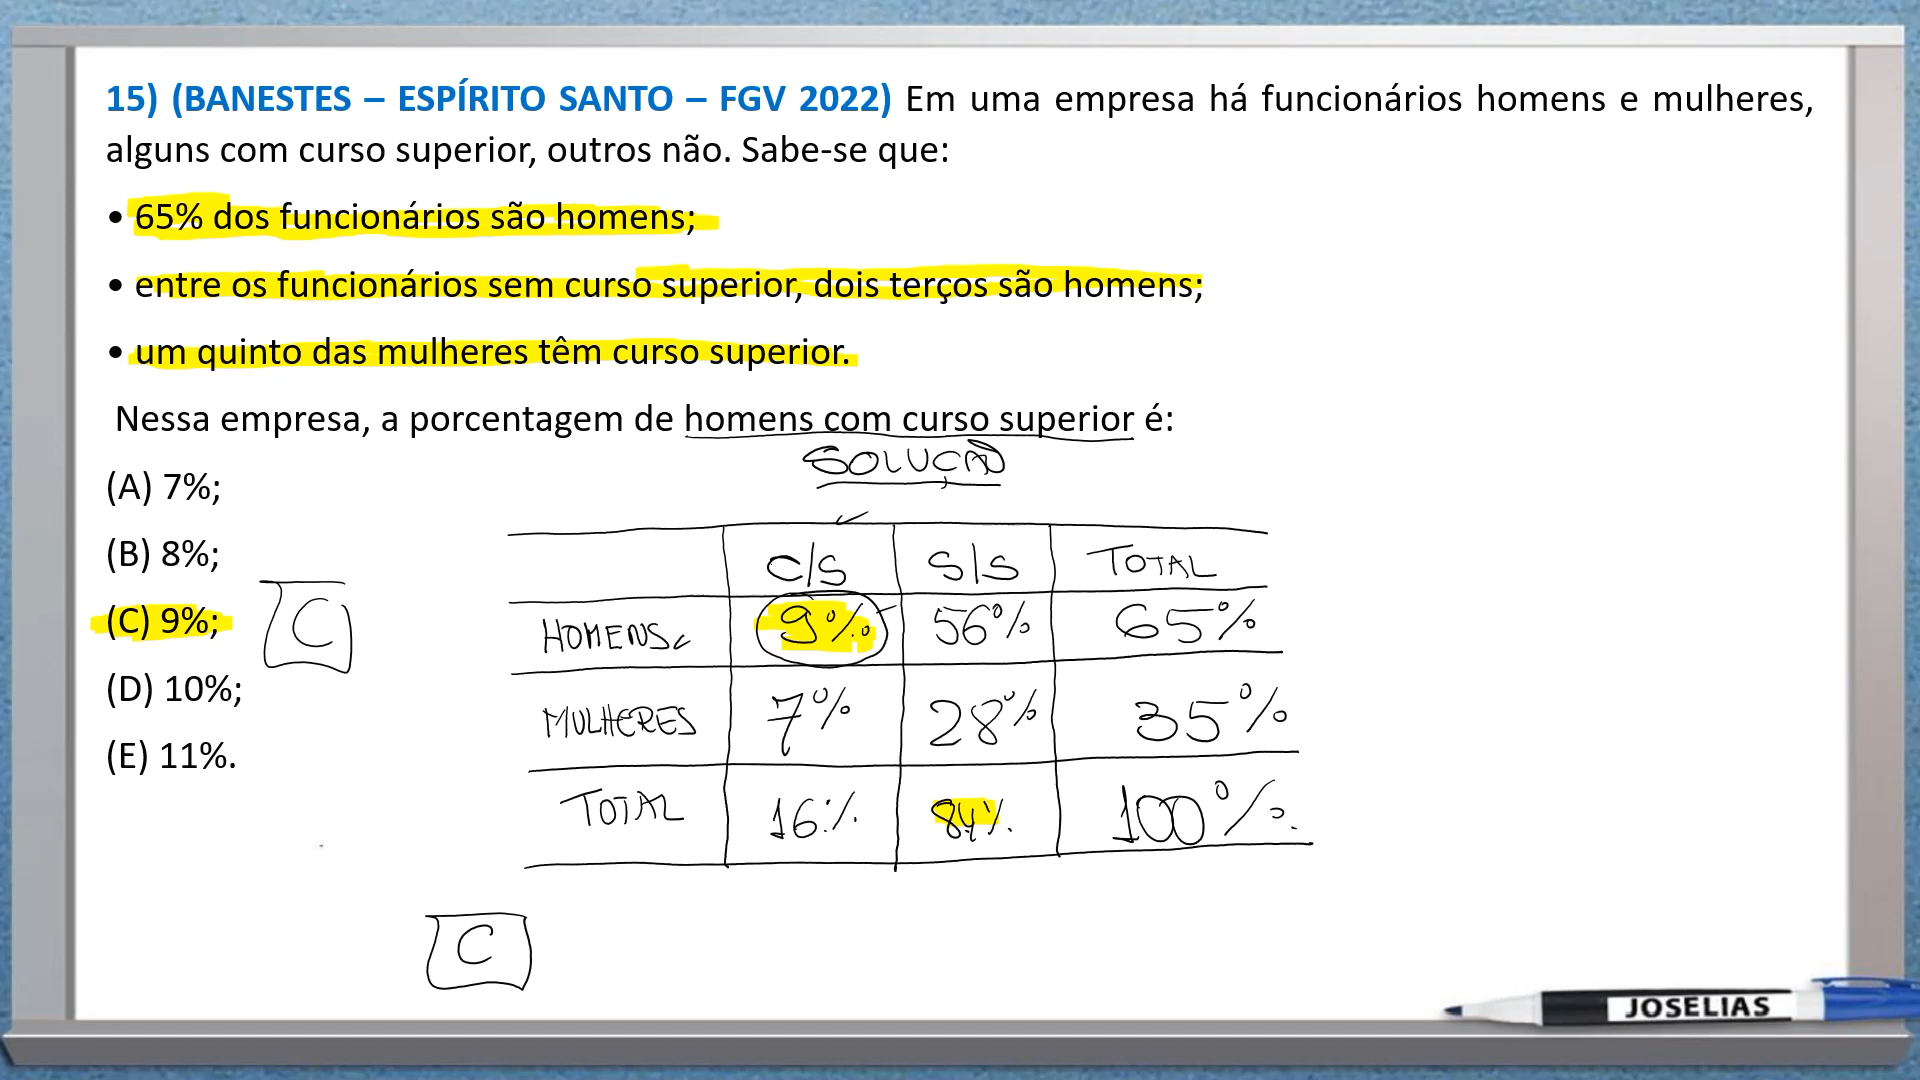 15) (BANESTES – ESPÍRITO SANTO – FGV 2022) Em uma empresa há funcionários homens e mulheres,
alguns com curso superior, outros não. Sabe-se que:
• 65% dos funcionários são homens;
• entre os funcionários sem curso superior, dois terços são homens;
• um quinto das mulheres têm curso superior.
Nessa empresa, a porcentagem de homens com curso superior é:
SOLUÇÃO
(A) 7%;
(B) 8%;
(C) 9%;
(D) 10%;
(E) 11%.
C
C/S S/S TOTAL
HOMENS 9% 56% 65%
MULHERES 7% 28% 35%
TOTAL 16% 84% 100%
C
JOSELIAS